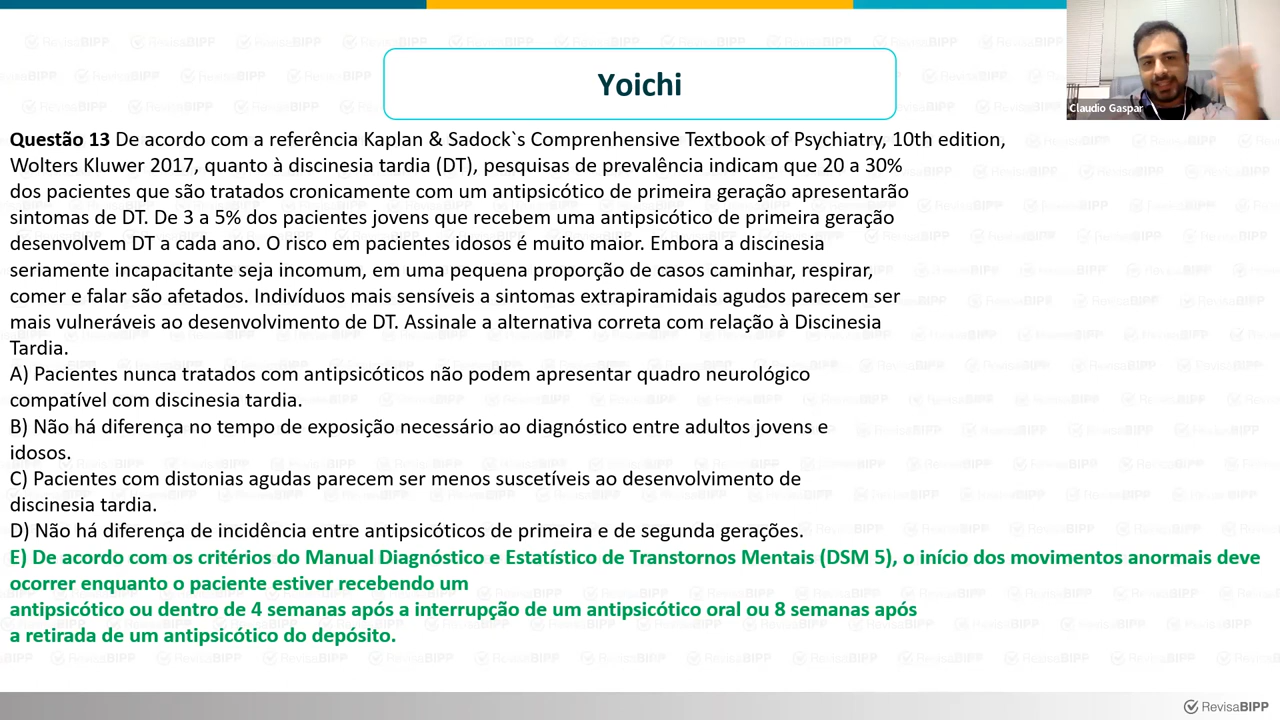 Yoichi
Claudio Gaspar
Questão 13 De acordo com a referência Kaplan & Sadock`s Comprenhensive Textbook of Psychiatry, 10th edition,
Wolters Kluwer 2017, quanto à discinesia tardia (DT), pesquisas de prevalência indicam que 20 a 30%
dos pacientes que são tratados cronicamente com um antipsicótico de primeira geração apresentarão
sintomas de DT. De 3 a 5% dos pacientes jovens que recebem uma antipsicótico de primeira geração
desenvolvem DT a cada ano. O risco em pacientes idosos é muito maior. Embora a discinesia
seriamente incapacitante seja incomum, em uma pequena proporção de casos caminhar, respirar,
comer e falar são afetados. Indivíduos mais sensíveis a sintomas extrapiramidais agudos parecem ser
mais vulneráveis ao desenvolvimento de DT. Assinale a alternativa correta com relação à Discinesia
Tardia.
A) Pacientes nunca tratados com antipsicóticos não podem apresentar quadro neurológico
compatível com discinesia tardia.
B) Não há diferença no tempo de exposição necessário ao diagnóstico entre adultos jovens e
idosos.
C) Pacientes com distonias agudas parecem ser menos suscetíveis ao desenvolvimento de
discinesia tardia.
D) Não há diferença de incidência entre antipsicóticos de primeira e de segunda gerações.
E) De acordo com os critérios do Manual Diagnóstico e Estatístico de Transtornos Mentais (DSM 5), o início dos movimentos anormais deve
ocorrer enquanto o paciente estiver recebendo um
antipsicótico ou dentro de 4 semanas após a interrupção de um antipsicótico oral ou 8 semanas após
a retirada de um antipsicótico do depósito.
RevisaBIPP